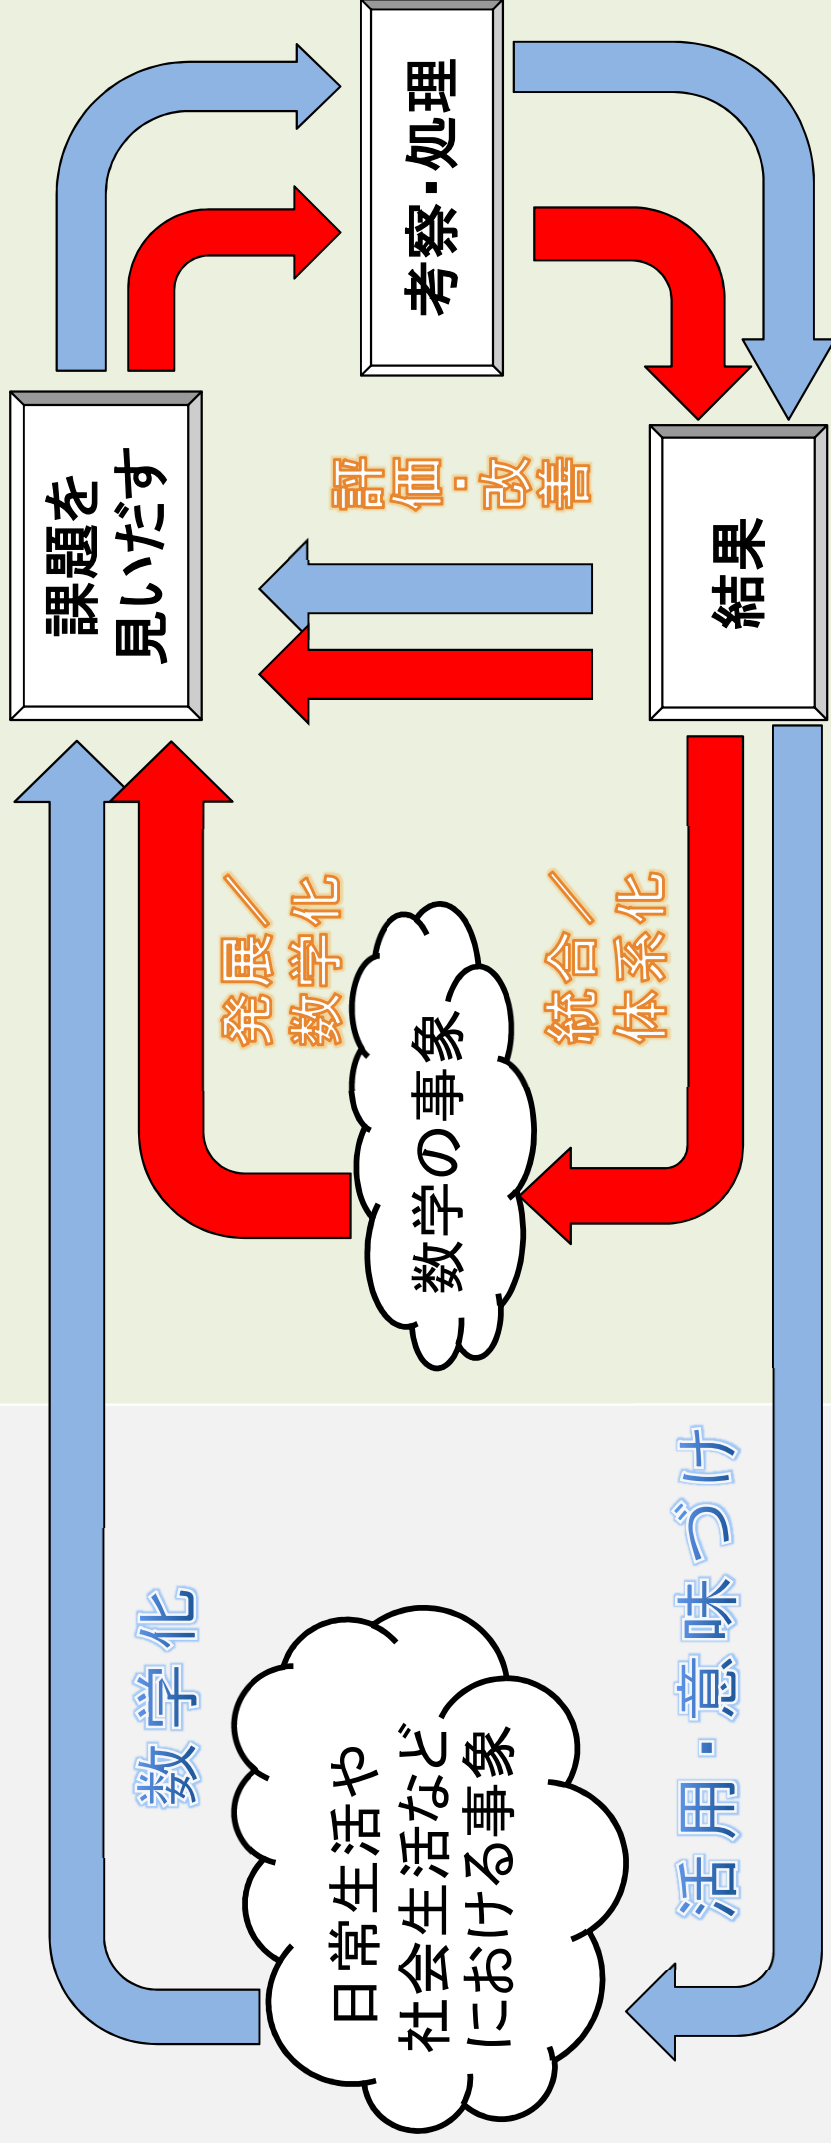 数学化
日常生活や
社会生活など
における事象
活用・意味づけ
発展／
数学化
数学の事象
統合／
体系化
課題を
見いだす
評価・改善
結果
考察・処理